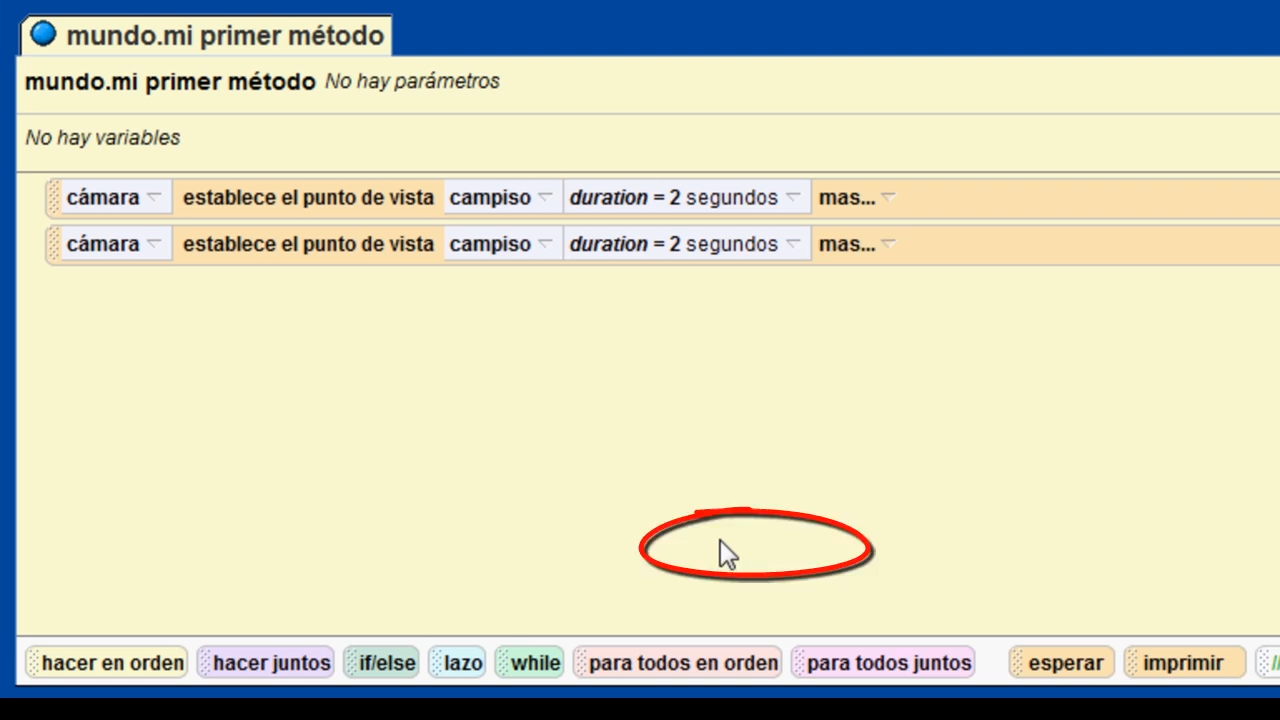 mundo.mi primer método
mundo.mi primer método No hay parámetros
No hay variables
cámara establece el punto de vista campiso duration = 2 segundos mas...
cámara establece el punto de vista campiso duration = 2 segundos mas...
hacer en orden hacer juntos if/else lazo while para todos en orden para todos juntos esperar imprimir //